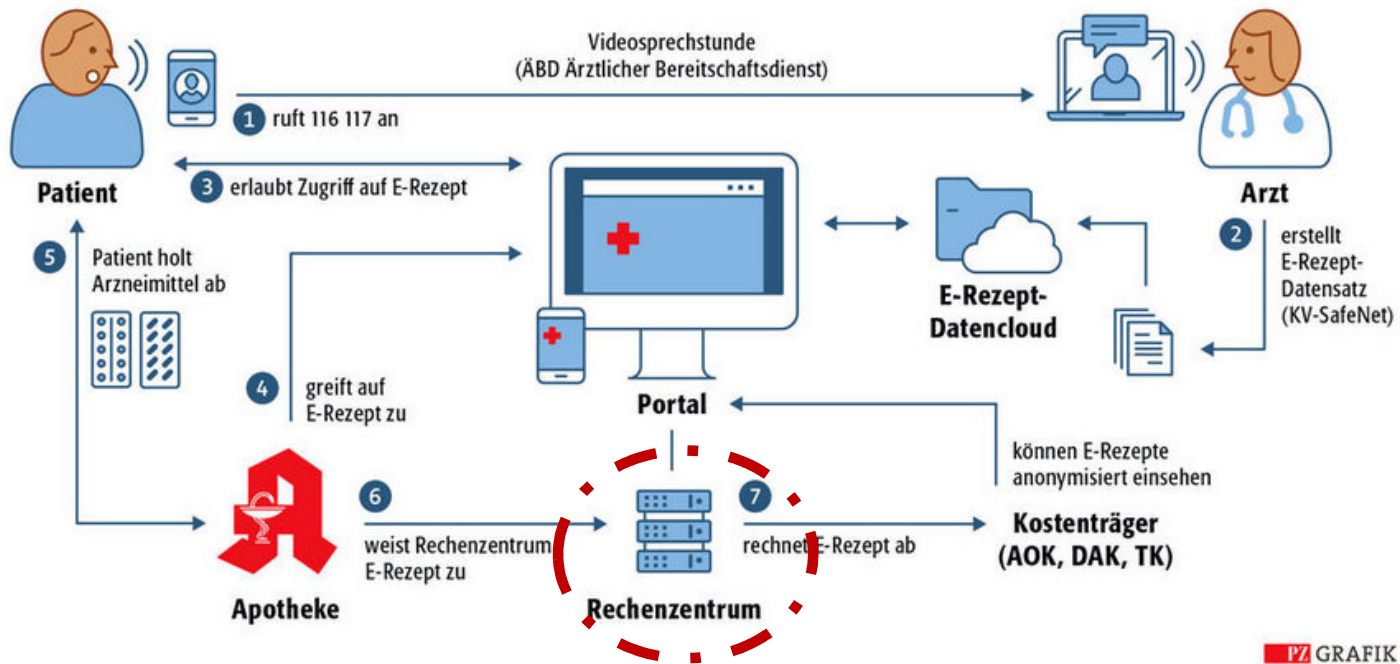 Videosprechstunde
(ÄBD Ärztlicher Bereitschaftsdienst)
1 ruft 116 117 an
Patient
3 erlaubt Zugriff auf E-Rezept
Arzt
2 erstellt
E-Rezept-
Datensatz
(KV-SafeNet)
5 Patient holt
Arzneimittel ab
E-Rezept-
Datencloud
4 greift auf
E-Rezept zu
Portal
können E-Rezepte
anonymisiert einsehen
Kostenträger
(AOK, DAK, TK)
6
weist Rechenzentrum
E-Rezept zu
7
rechnet E-Rezept ab
Apotheke
Rechenzentrum
PZ GRAFIK